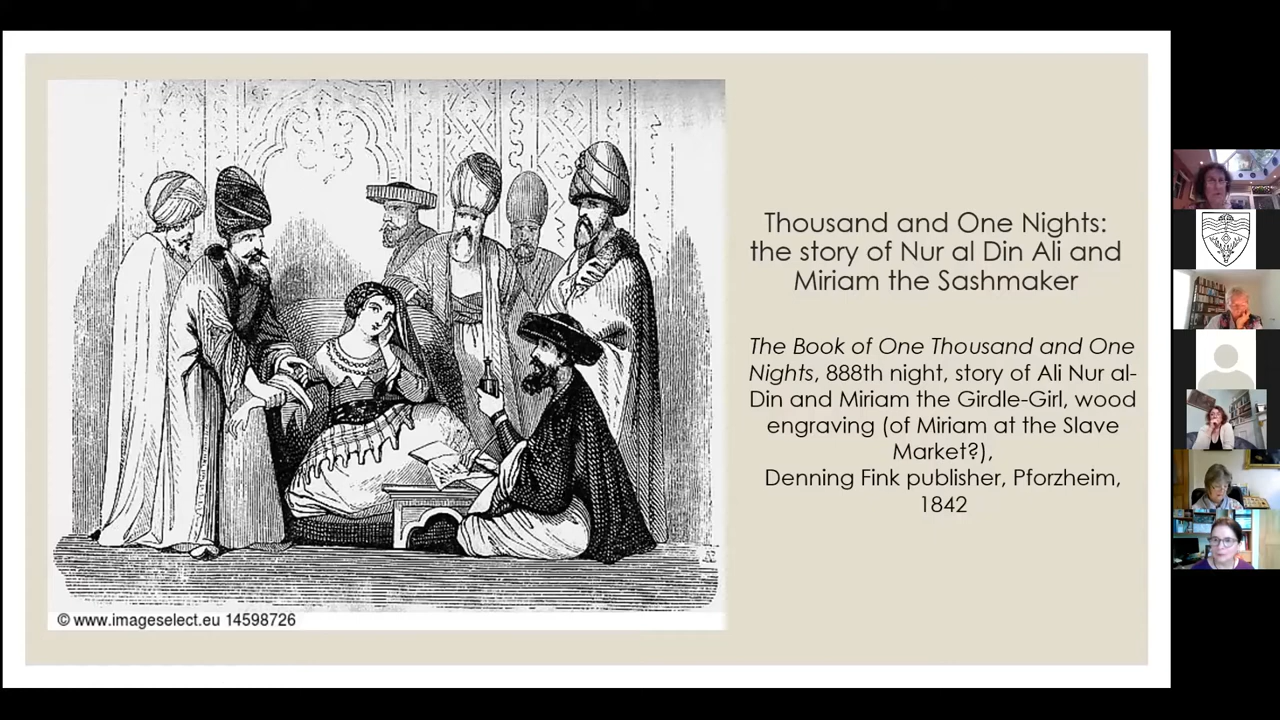 Thousand and One Nights:
the story of Nur al Din Ali and
Miriam the Sashmaker
The Book of One Thousand and One
Nights, 888th night, story of Ali Nur al-
Din and Miriam the Girdle-Girl, wood
engraving (of Miriam at the Slave
Market?),
Denning Fink publisher, Pforzheim,
1842
© www.imageselect.eu 14598726